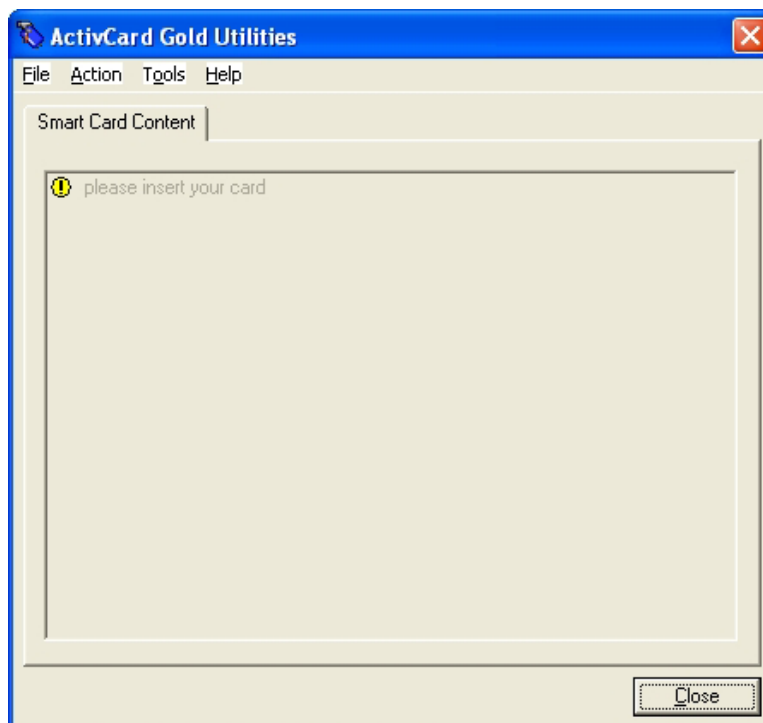 ActivCard Gold Utilities
File Action Tools Help
Smart Card Content
please insert your card
Close